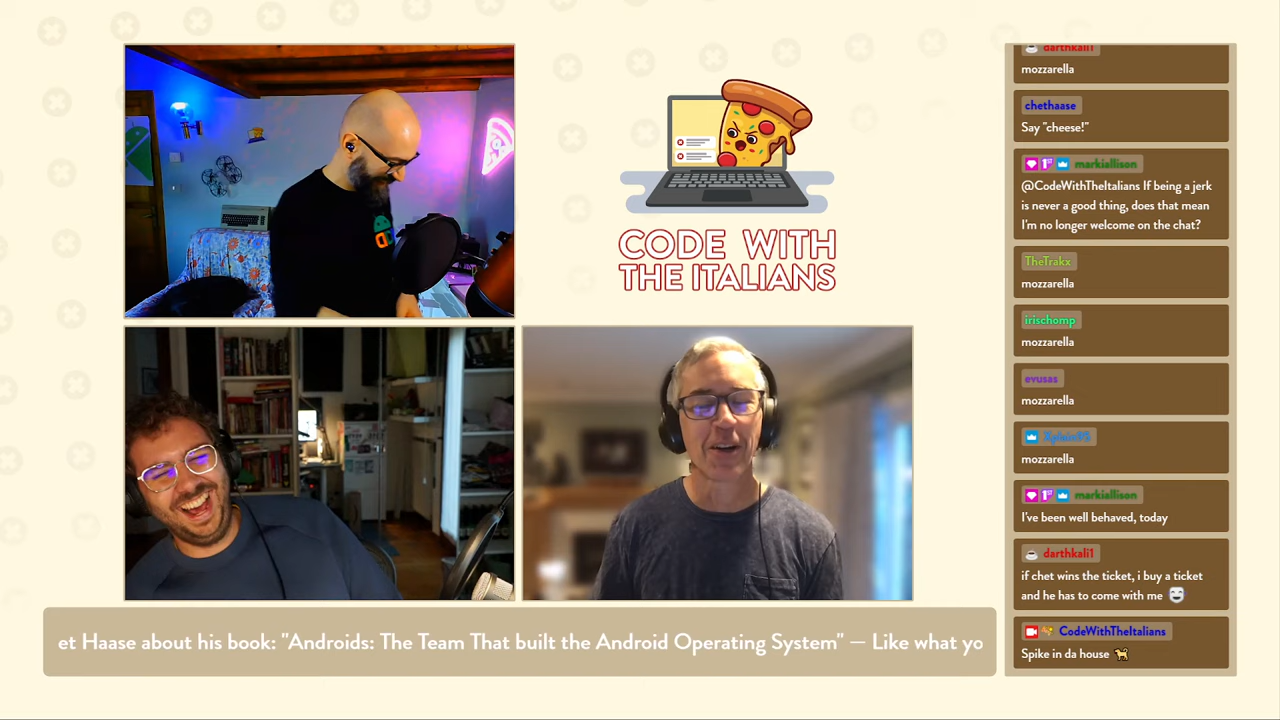 CODE WITH
THE ITALIANS
darthkali1
mozzarella
chethaase
Say "cheese!"
markiallison
@CodeWithTheItalians If being a jerk
is never a good thing, does that mean
I'm no longer welcome on the chat?
TheTrakx
mozzarella
irischomp
mozzarella
evusas
mozzarella
mozzarella
markiallison
I've been well behaved, today
darthkali1
if chet wins the ticket, i buy a ticket
and he has to come with me
CodeWithTheItalians
Spike in da house
et Haase about his book: "Androids: The Team That built the Android Operating System" — Like what yo